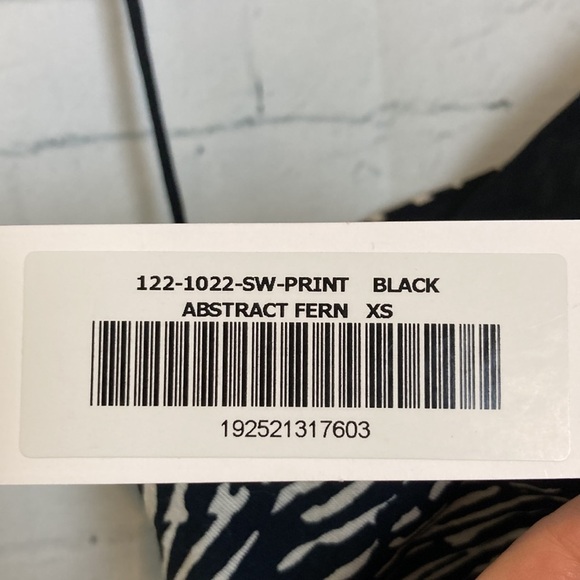 122-1022-SW-PRINT BLACK
ABSTRACT FERN XS
192521317603